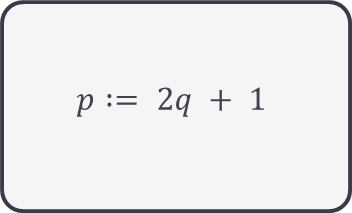 p := 2q + 1